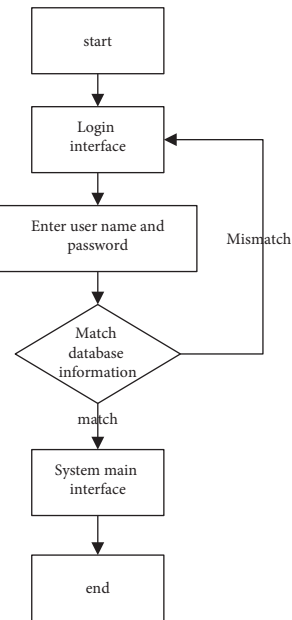 start
Login
interface
Enter user name and
password
Mismatch
Match
database
information
match
System main
interface
end